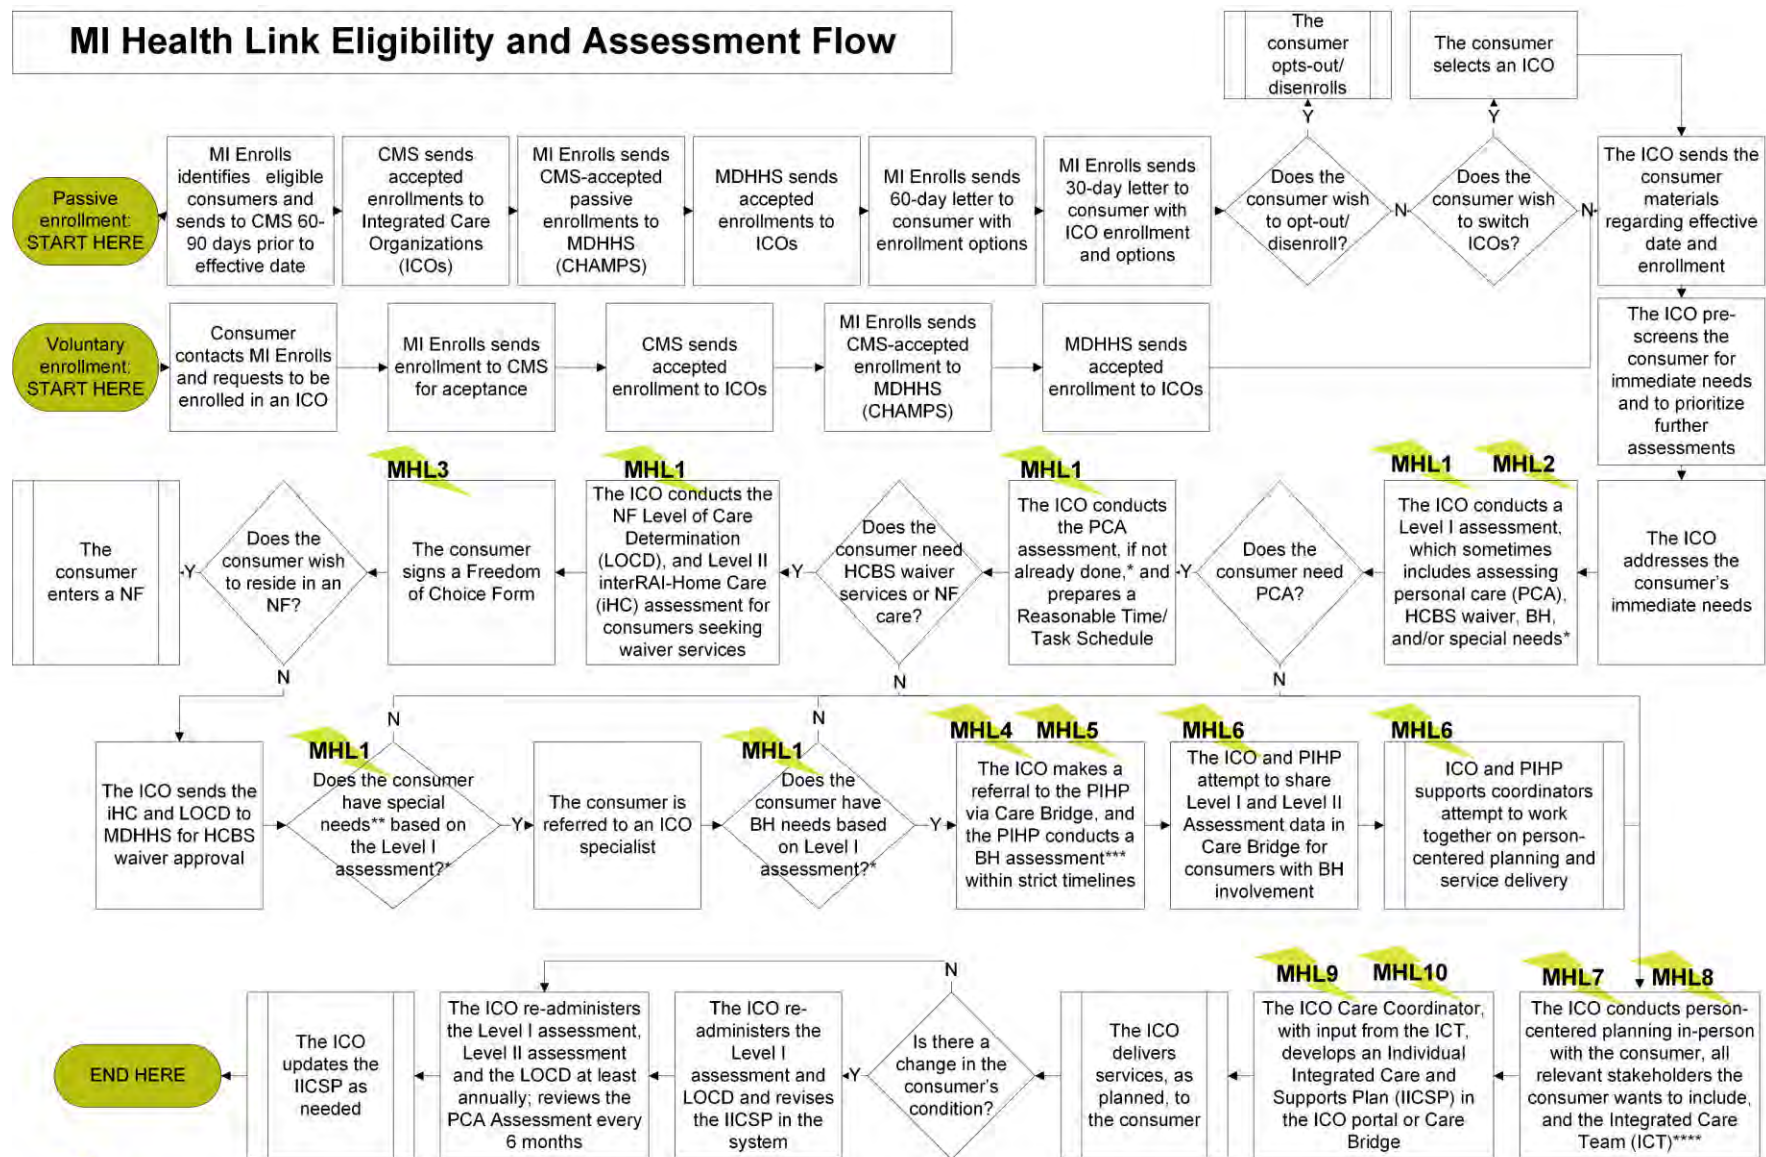 MI Health Link Eligibility and Assessment Flow
The
consumer
opts-out/
disenrolls
The consumer
selects an ICO
Y
Y
Passive
enrollment:
START HERE
MI Enrolls
identifies eligible
consumers and
sends to CMS 60-
90 days prior to
effective date
CMS sends
accepted
enrollments to
Integrated Care
Organizations
(ICOs)
MI Enrolls sends
CMS-accepted
passive
enrollments to
MDHHS
(CHAMPS)
MDHHS sends
accepted
enrollments to
ICOs
MI Enrolls sends
60-day letter to
consumer with
enrollment options
MI Enrolls sends
30-day letter to
consumer with
ICO enrollment
and options
Does the
consumer wish
to opt-out/
disenroll?
N
Does the
consumer wish
to switch
ICOs?
N
The ICO sends the
consumer
materials
regarding effective
date and
enrollment
Voluntary
enrollment:
START HERE
Consumer
contacts MI Enrolls
and requests to be
enrolled in an ICO
MI Enrolls sends
enrollment to CMS
for aceptance
CMS sends
accepted
enrollment to ICOs
MI Enrolls sends
CMS-accepted
enrollment to
MDHHS
(CHAMPS)
MDHHS sends
accepted
enrollment to ICOs
The ICO pre-
screens the
consumer for
immediate needs
and to prioritize
further
assessments
The
consumer
enters a NF
Y
Does the
consumer wish
to reside in an
NF?
MHL3
The consumer
signs a Freedom
of Choice Form
MHL1
The ICO conducts the
NF Level of Care
Determination
(LOCD), and Level II
interRAI-Home Care
(iHC) assessment for
consumers seeking
waiver services
Y
Does the
consumer need
HCBS waiver
services or NF
care?
MHL1
The ICO conducts
the PCA
assessment, if not
already done,* and
prepares a
Reasonable Time/
Task Schedule
Y
Does the
consumer need
PCA?
MHL1
MHL2
The ICO conducts a
Level I assessment,
which sometimes
includes assessing
personal care (PCA),
HCBS waiver, BH,
and/or special needs*
The ICO
addresses the
consumer's
immediate needs
N
N
N
The ICO sends the
iHC and LOCD to
MDHHS for HCBS
waiver approval
N
MHL1
Does the consumer
have special
needs** based on
the Level I
assessment?*
Y
The consumer is
referred to an ICO
specialist
N
MHL1
Does the
consumer have
BH needs based
on Level I
assessment?*
Y
MHL4
MHL5
The ICO makes a
referral to the PIHP
via Care Bridge, and
the PIHP conducts a
BH assessment***
within strict timelines
MHL6
The ICO and PIHP
attempt to share
Level I and Level II
Assessment data in
Care Bridge for
consumers with BH
involvement
MHL6
ICO and PIHP
supports coordinators
attempt to work
together on person-
centered planning and
service delivery
END HERE
The ICO
updates the
IICSP as
needed
The ICO re-administers
the Level I assessment,
Level II assessment
and the LOCD at least
annually; reviews the
PCA Assessment every
6 months
The ICO re-
administers the
Level I
assessment and
LOCD and revises
the IICSP in the
system
Y
N
Is there a
change in the
consumer's
condition?
The ICO
delivers
services, as
planned, to
the consumer
MHL9
MHL10
The ICO Care Coordinator,
with input from the ICT,
develops an Individual
Integrated Care and
Supports Plan (IICSP) in
the ICO portal or Care
Bridge
MHL7
MHL8
The ICO conducts person-
centered planning in-person
with the consumer, all
relevant stakeholders the
consumer wants to include,
and the Integrated Care
Team (ICT)****